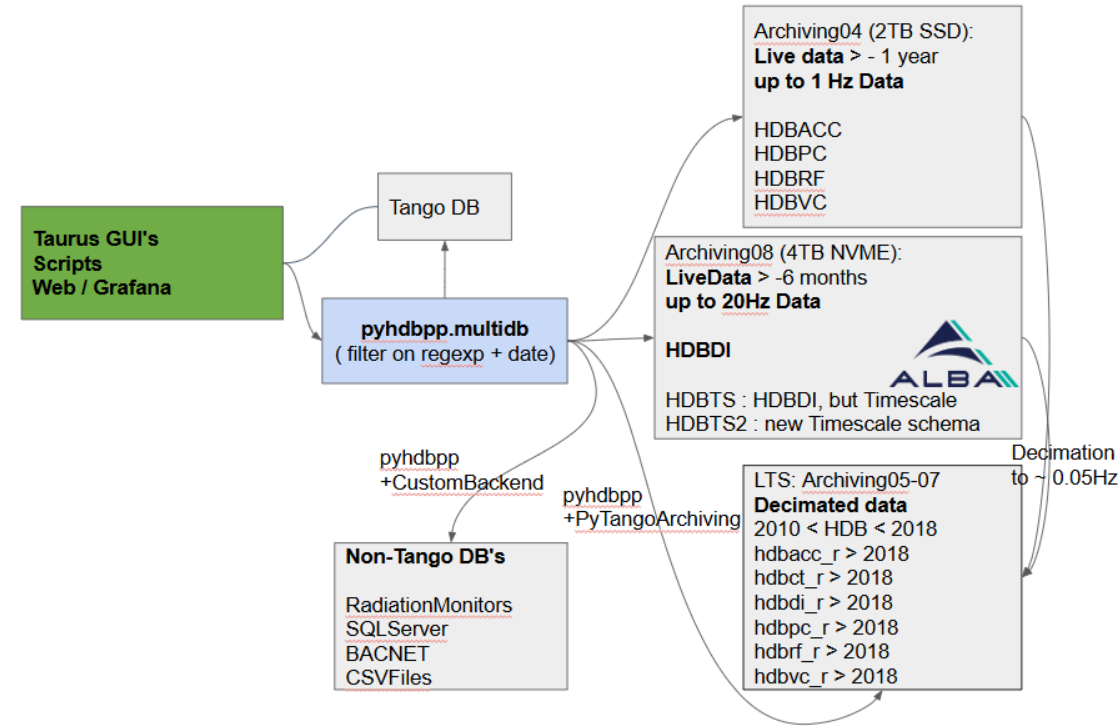 Taurus GUI's
Scripts
Web / Grafana
Tango DB
pyhdbpp.multidb
( filter on regexp + date)
pyhdbpp
+CustomBackend
pyhdbpp
+PyTangoArchiving
Non-Tango DB's
RadiationMonitors
SQLServer
BACNET
CSVFiles
Archiving04 (2TB SSD):
Live data > - 1 year
up to 1 Hz Data
HDBACC
HDBPC
HDBRF
HDBVC
Archiving08 (4TB NVME):
LiveData > -6 months
up to 20Hz Data
HDBDI
ALBA
HDBTS : HDBDI, but Timescale
HDBTS2 : new Timescale schema
Decimation
to ~ 0.05Hz
LTS: Archiving05-07
Decimated data
2010 < HDB < 2018
hdbacc_r > 2018
hdbct_r > 2018
hdbdi_r > 2018
hdbpc_r > 2018
hdbrf_r > 2018
hdbvc_r > 2018